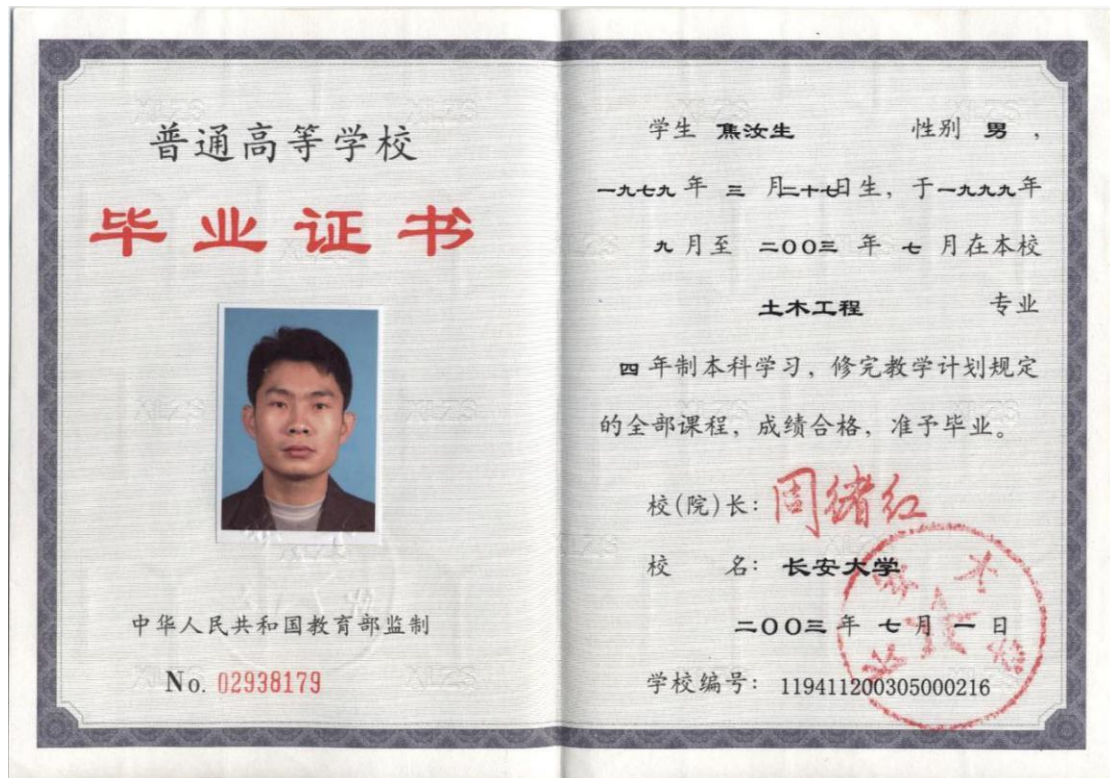 普通高等学校
毕业证书
中华人民共和国教育部监制
No. 02938179
学生 焦汝生 性别 男，
一九七九 年 三 月二十七日生，于一九九九年
九 月至 二〇〇三 年 七 月在本校
土木工程 专业
四 年制本科学习，修完教学计划规定
的全部课程，成绩合格，准予毕业。
校(院)长：周绪红
校 名：长安大学
二〇〇三 年 七 月 一 日
学校编号：119411200305000216